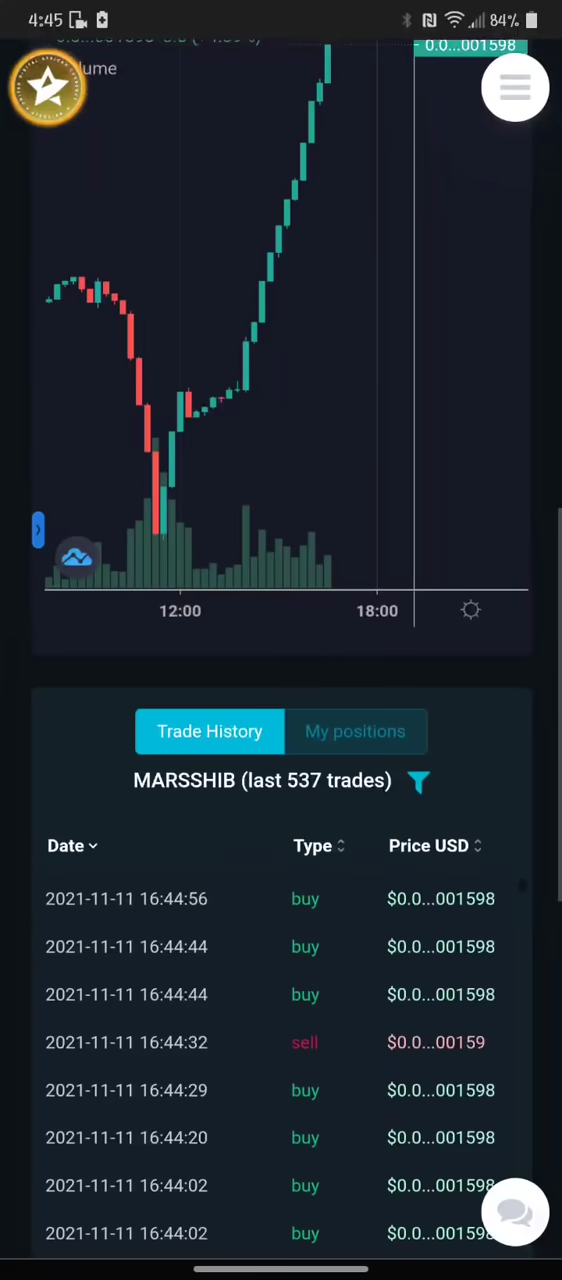 4:45 84%
0.0...001598
ume
12:00 18:00
Trade History My positions
MARSSHIB (last 537 trades)
Date Type Price USD
2021-11-11 16:44:56 buy $0.0...001598
2021-11-11 16:44:44 buy $0.0...001598
2021-11-11 16:44:44 buy $0.0...001598
2021-11-11 16:44:32 sell $0.0...00159
2021-11-11 16:44:29 buy $0.0...001598
2021-11-11 16:44:20 buy $0.0...001598
2021-11-11 16:44:02 buy $0.0...001598
2021-11-11 16:44:02 buy $0.0...001598